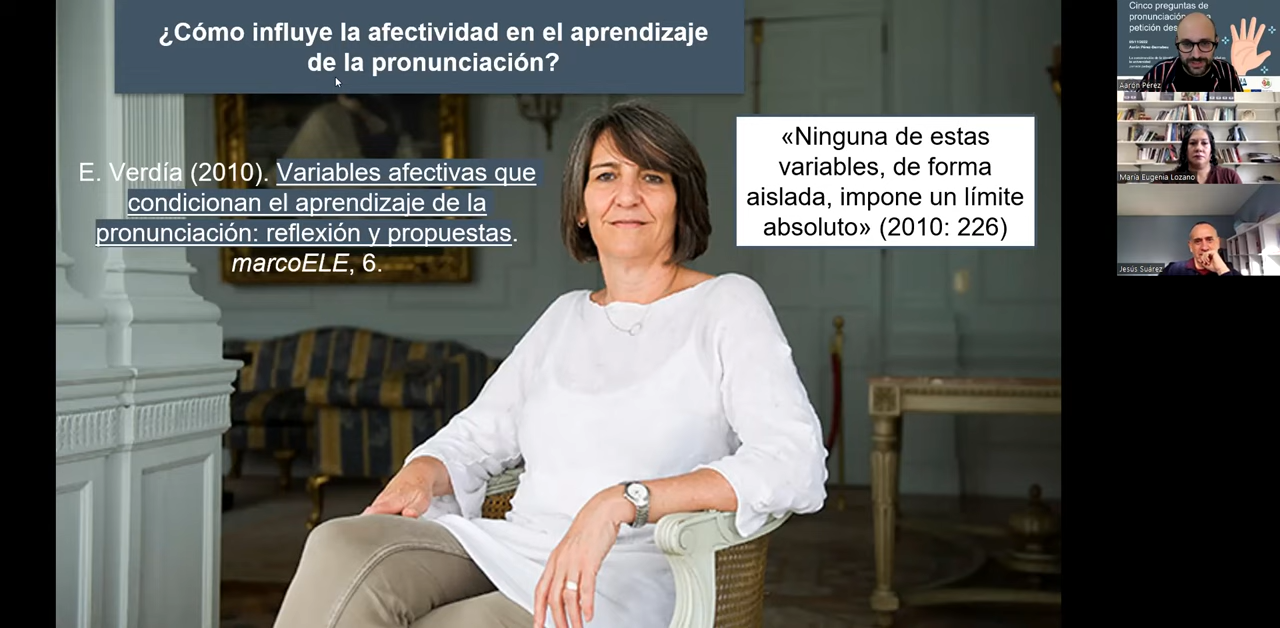 ¿Cómo influye la afectividad en el aprendizaje
de la pronunciación?
E. Verdía (2010). Variables afectivas que
condicionan el aprendizaje de la
pronunciación: reflexión y propuestas.
marcoELE, 6.
«Ninguna de estas
variables, de forma
aislada, impone un límite
absoluto» (2010: 226)
Cinco preguntas de
pronunciación
petición des
Aarón Pérez
María Eugenia Lozano
Jesús Suárez